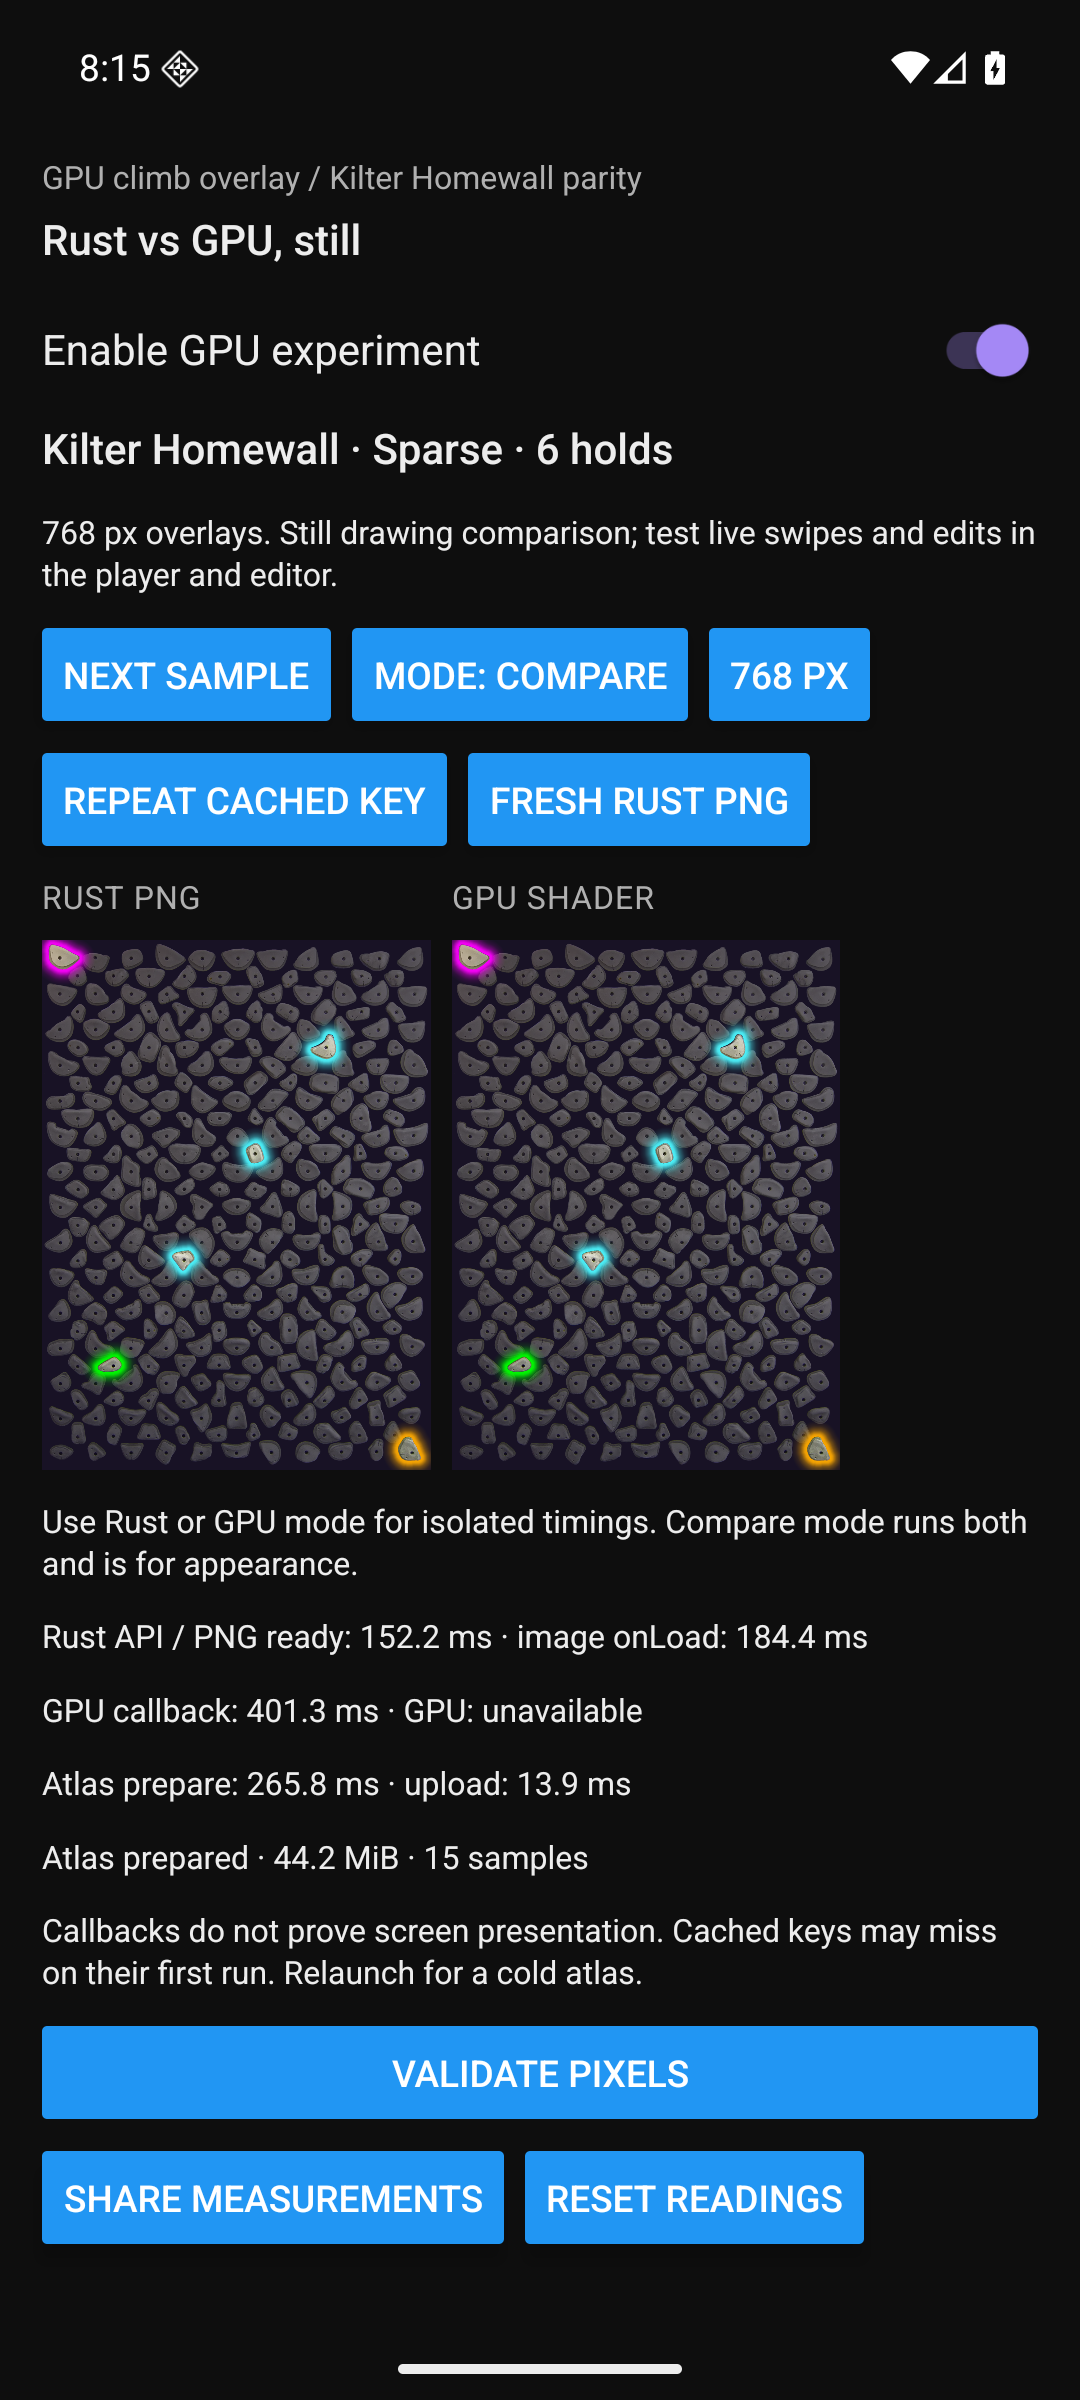 8:15
GPU climb overlay / Kilter Homewall parity
Rust vs GPU, still
Enable GPU experiment
Kilter Homewall · Sparse · 6 holds
768 px overlays. Still drawing comparison; test live swipes and edits in
the player and editor.
NEXT SAMPLE
MODE: COMPARE
768 PX
REPEAT CACHED KEY
FRESH RUST PNG
RUST PNG
GPU SHADER
Use Rust or GPU mode for isolated timings. Compare mode runs both
and is for appearance.
Rust API / PNG ready: 152.2 ms · image onLoad: 184.4 ms
GPU callback: 401.3 ms · GPU: unavailable
Atlas prepare: 265.8 ms · upload: 13.9 ms
Atlas prepared · 44.2 MiB · 15 samples
Callbacks do not prove screen presentation. Cached keys may miss
on their first run. Relaunch for a cold atlas.
VALIDATE PIXELS
SHARE MEASUREMENTS
RESET READINGS